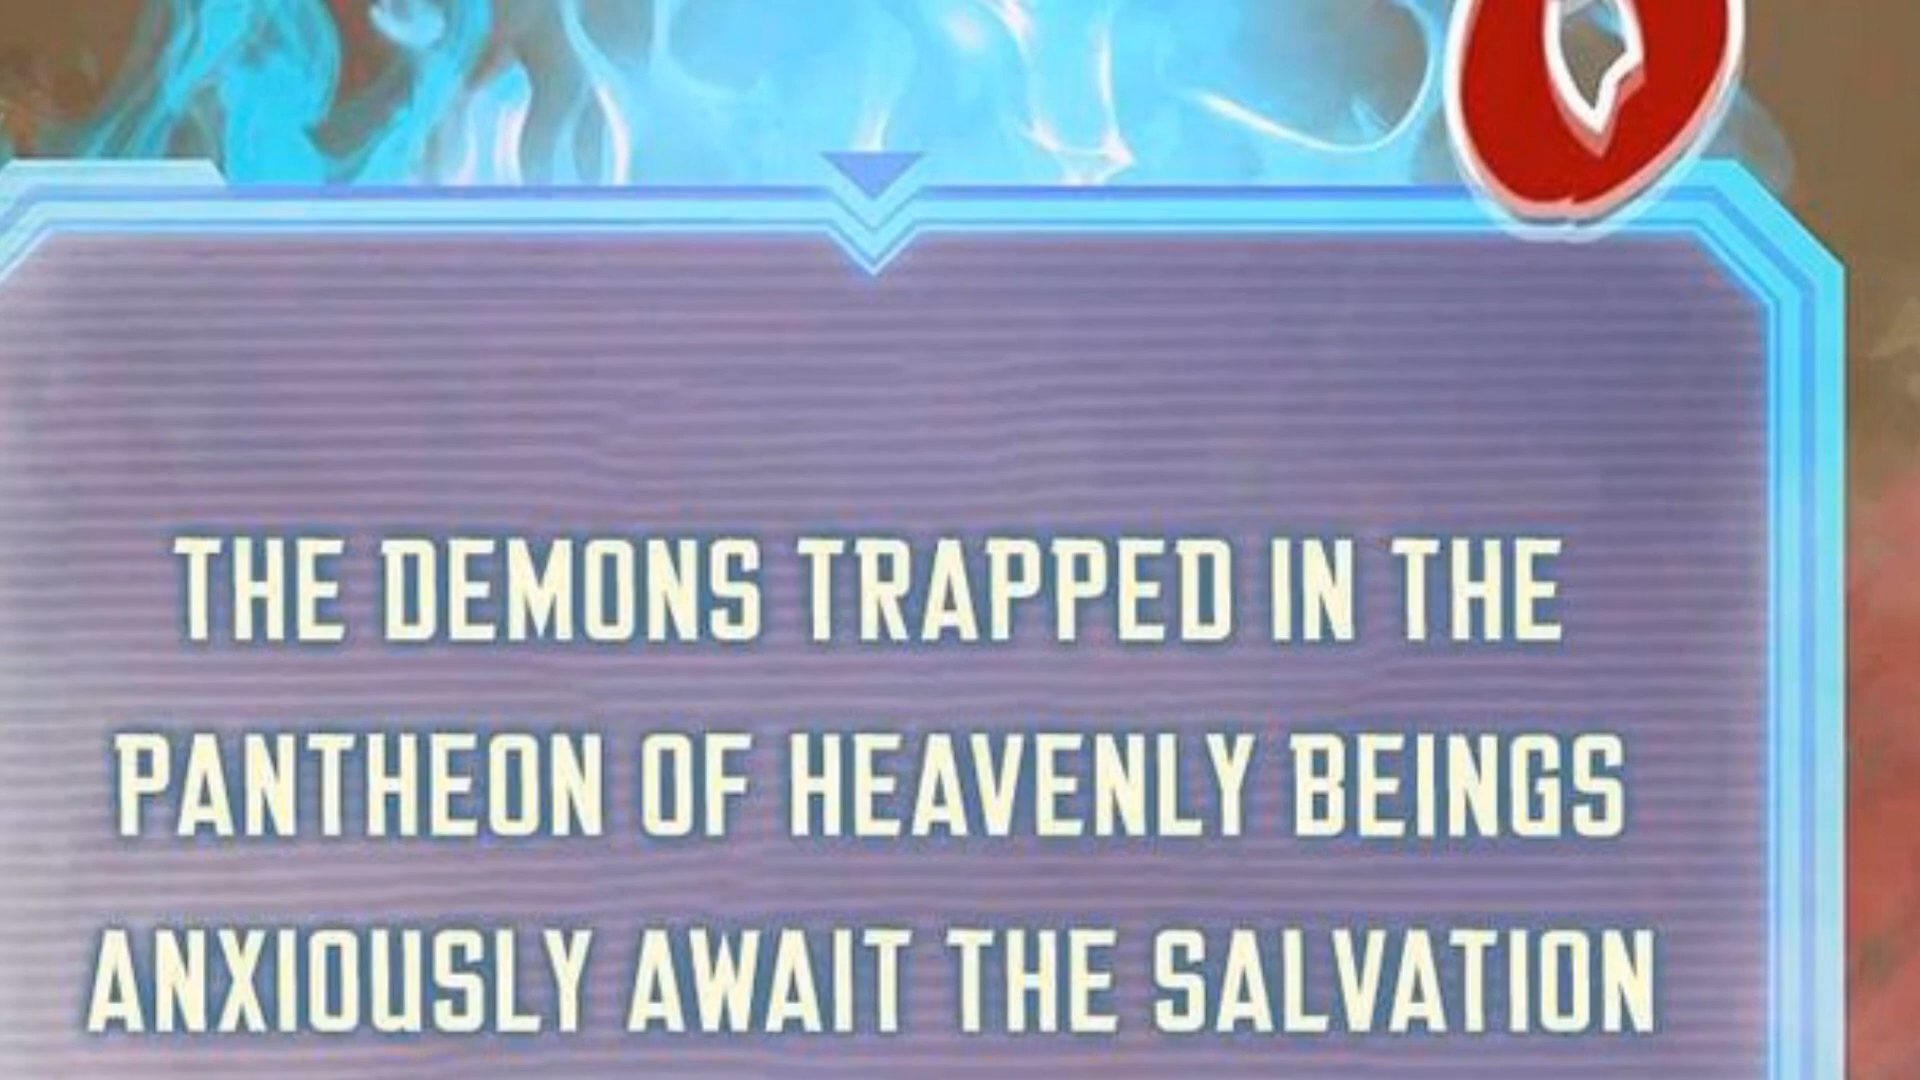 THE DEMONS TRAPPED IN THE
PANTHEON OF HEAVENLY BEINGS
ANXIOUSLY AWAIT THE SALVATION